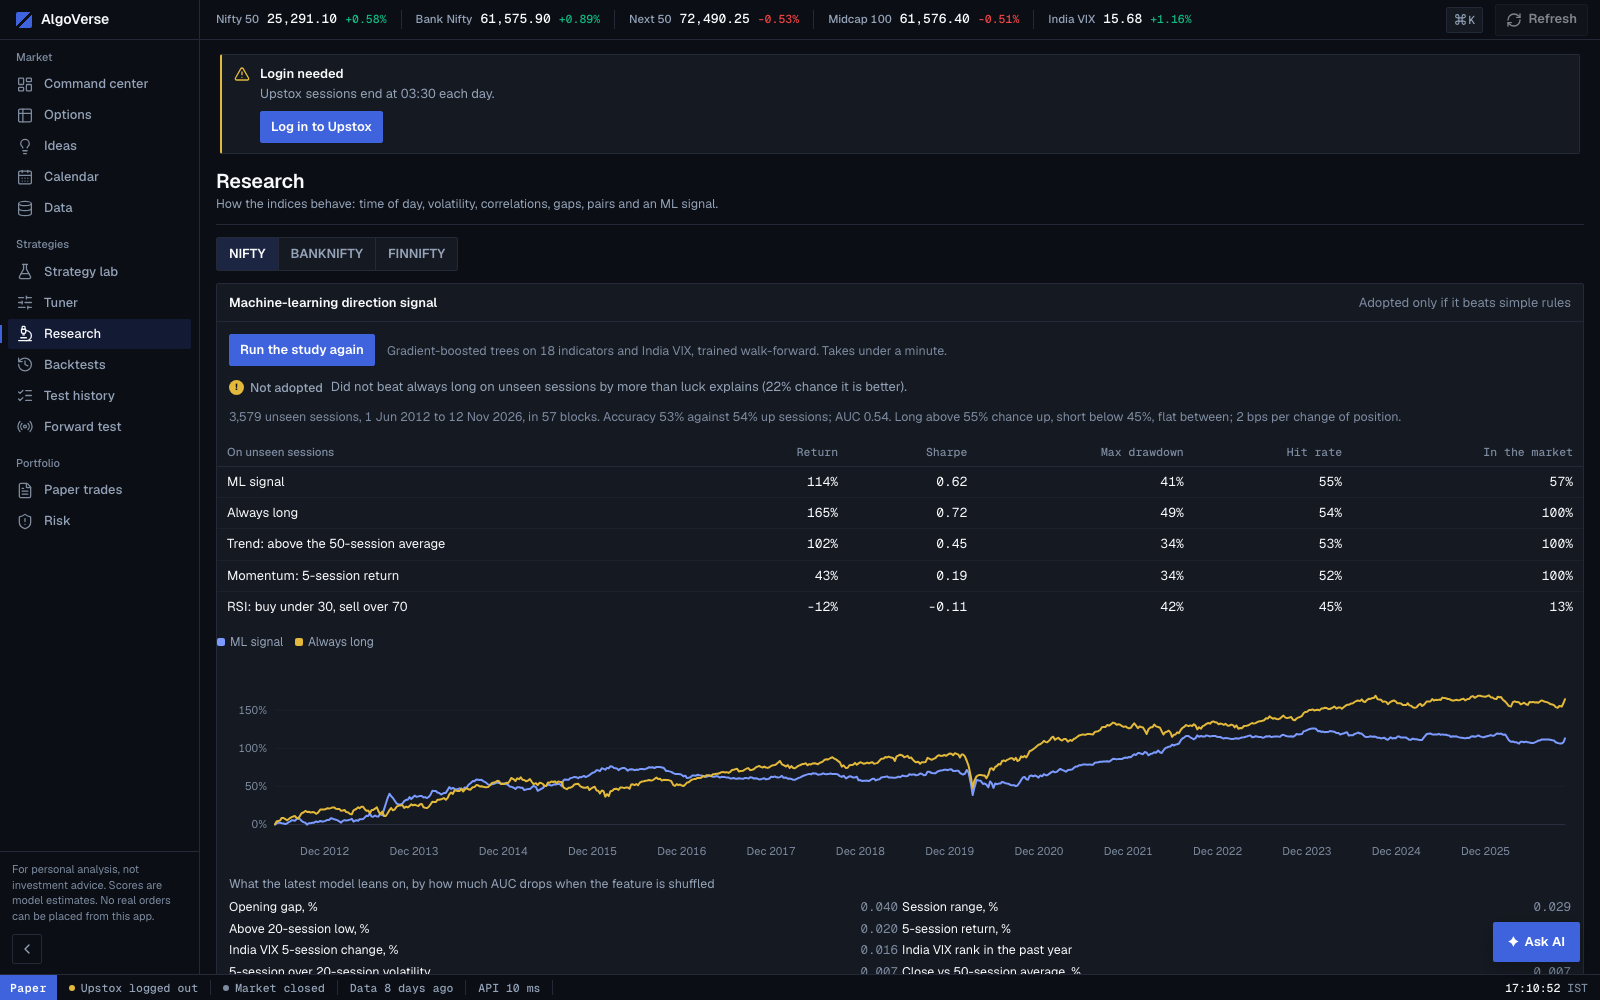 AlgoVerse
Nifty 50 25,291.10 +0.58%
Bank Nifty 61,575.90 +0.89%
Next 50 72,490.25 -0.53%
Midcap 100 61,576.40 -0.51%
India VIX 15.68 +1.16%
⌘K
Refresh
Market
Command center
Options
Ideas
Calendar
Data
Strategies
Strategy lab
Tuner
Research
Backtests
Test history
Forward test
Portfolio
Paper trades
Risk
For personal analysis, not
investment advice. Scores are
model estimates. No real orders
can be placed from this app.
Login needed
Upstox sessions end at 03:30 each day.
Log in to Upstox
Research
How the indices behave: time of day, volatility, correlations, gaps, pairs and an ML signal.
NIFTY BANKNIFTY FINNIFTY
Machine-learning direction signal Adopted only if it beats simple rules
Run the study again Gradient-boosted trees on 18 indicators and India VIX, trained walk-forward. Takes under a minute.
Not adopted Did not beat always long on unseen sessions by more than luck explains (22% chance it is better).
3,579 unseen sessions, 1 Jun 2012 to 12 Nov 2026, in 57 blocks. Accuracy 53% against 54% up sessions; AUC 0.54. Long above 55% chance up, short below 45%, flat between; 2 bps per change of position.
On unseen sessions Return Sharpe Max drawdown Hit rate In the market
ML signal 114% 0.62 41% 55% 57%
Always long 165% 0.72 49% 54% 100%
Trend: above the 50-session average 102% 0.45 34% 53% 100%
Momentum: 5-session return 43% 0.19 34% 52% 100%
RSI: buy under 30, sell over 70 -12% -0.11 42% 45% 13%
ML signal Always long
150%
100%
50%
0%
Dec 2012 Dec 2013 Dec 2014 Dec 2015 Dec 2016 Dec 2017 Dec 2018 Dec 2019 Dec 2020 Dec 2021 Dec 2022 Dec 2023 Dec 2024 Dec 2025
What the latest model leans on, by how much AUC drops when the feature is shuffled
Opening gap, % 0.040 Session range, % 0.029
Above 20-session low, % 0.020 5-session return, %
India VIX 5-session change, % 0.016 India VIX rank in the past year
5-session over 20-session volatility 0.007 Close vs 50-session average, % 0.007
Ask AI
Paper Upstox logged out Market closed Data 8 days ago API 10 ms 17:10:52 IST